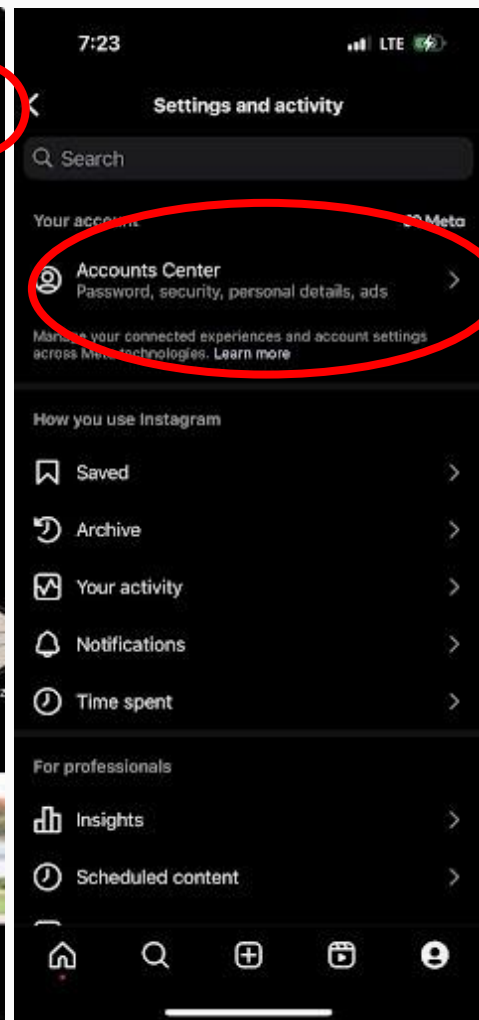 7:23 LTE
Settings and activity
Search
Your account Meta
Accounts Center
Password, security, personal details, ads
Manage your connected experiences and account settings
across Meta technologies. Learn more
How you use Instagram
Saved
Archive
Your activity
Notifications
Time spent
For professionals
Insights
Scheduled content